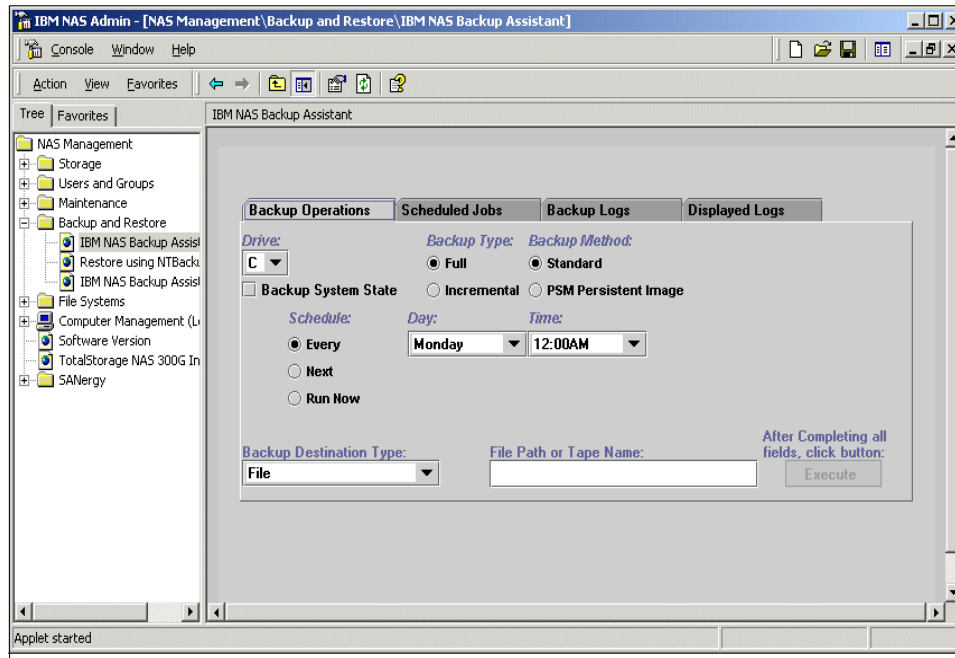 IBM NAS Admin - [NAS Management\Backup and Restore\IBM NAS Backup Assistant]
Console Window Help
Action View Favorites
Tree Favorites
IBM NAS Backup Assistant
NAS Management
Storage
Users and Groups
Maintenance
Backup and Restore
IBM NAS Backup Assist
Restore using NTBacku
IBM NAS Backup Assist
File Systems
Computer Management (Lo
Software Version
TotalStorage NAS 300G In
SANergy
Backup Operations Scheduled Jobs Backup Logs Displayed Logs
Drive: Backup Type: Backup Method:
C Full Standard
Backup System State Incremental PSM Persistent Image
Schedule: Day: Time:
Every Monday 12:00AM
Next
Run Now
After Completing all
Backup Destination Type: File Path or Tape Name: fields, click button:
File Execute
Applet started